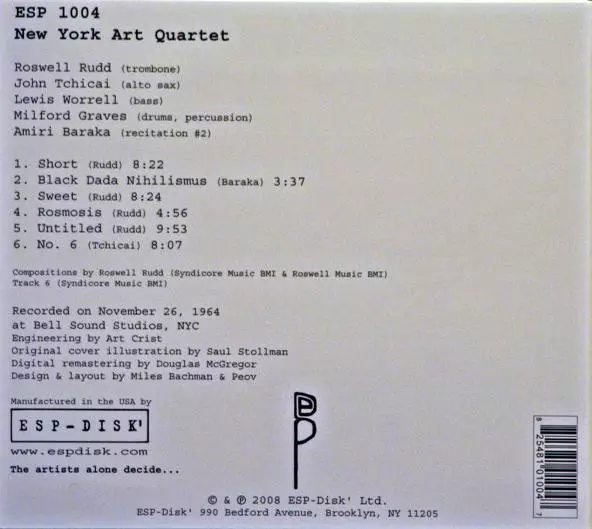 ESP 1004
New York Art Quartet
Roswell Rudd (trombone)
John Tchicai (alto sax)
Lewis Worrell (bass)
Milford Graves (drums, percussion)
Amiri Baraka (recitation #2)
1. Short (Rudd) 8:22
2. Black Dada Nihilismus (Baraka) 3:37
3. Sweet (Rudd) 8:24
4. Rosmosis (Rudd) 4:56
5. Untitled (Rudd) 9:53
6. No. 6 (Tchicai) 8:07
Compositions by Roswell Rudd (Syndicore Music BMI & Roswell Music BMI)
Track 6 (Syndicore Music BMI)
Recorded on November 26, 1964
at Bell Sound Studios, NYC
Engineering by Art Crist
Original cover illustration by Saul Stollman
Digital remastering by Douglas McGregor
Design & layout by Miles Bachman & Peov
Manufactured in the USA by
ESP-DISK'
www.espdisk.com
The artists alone decide...
© & ℗ 2008 ESP-Disk' Ltd.
ESP-Disk' 990 Bedford Avenue, Brooklyn, NY 11205
8 25481 01004 7